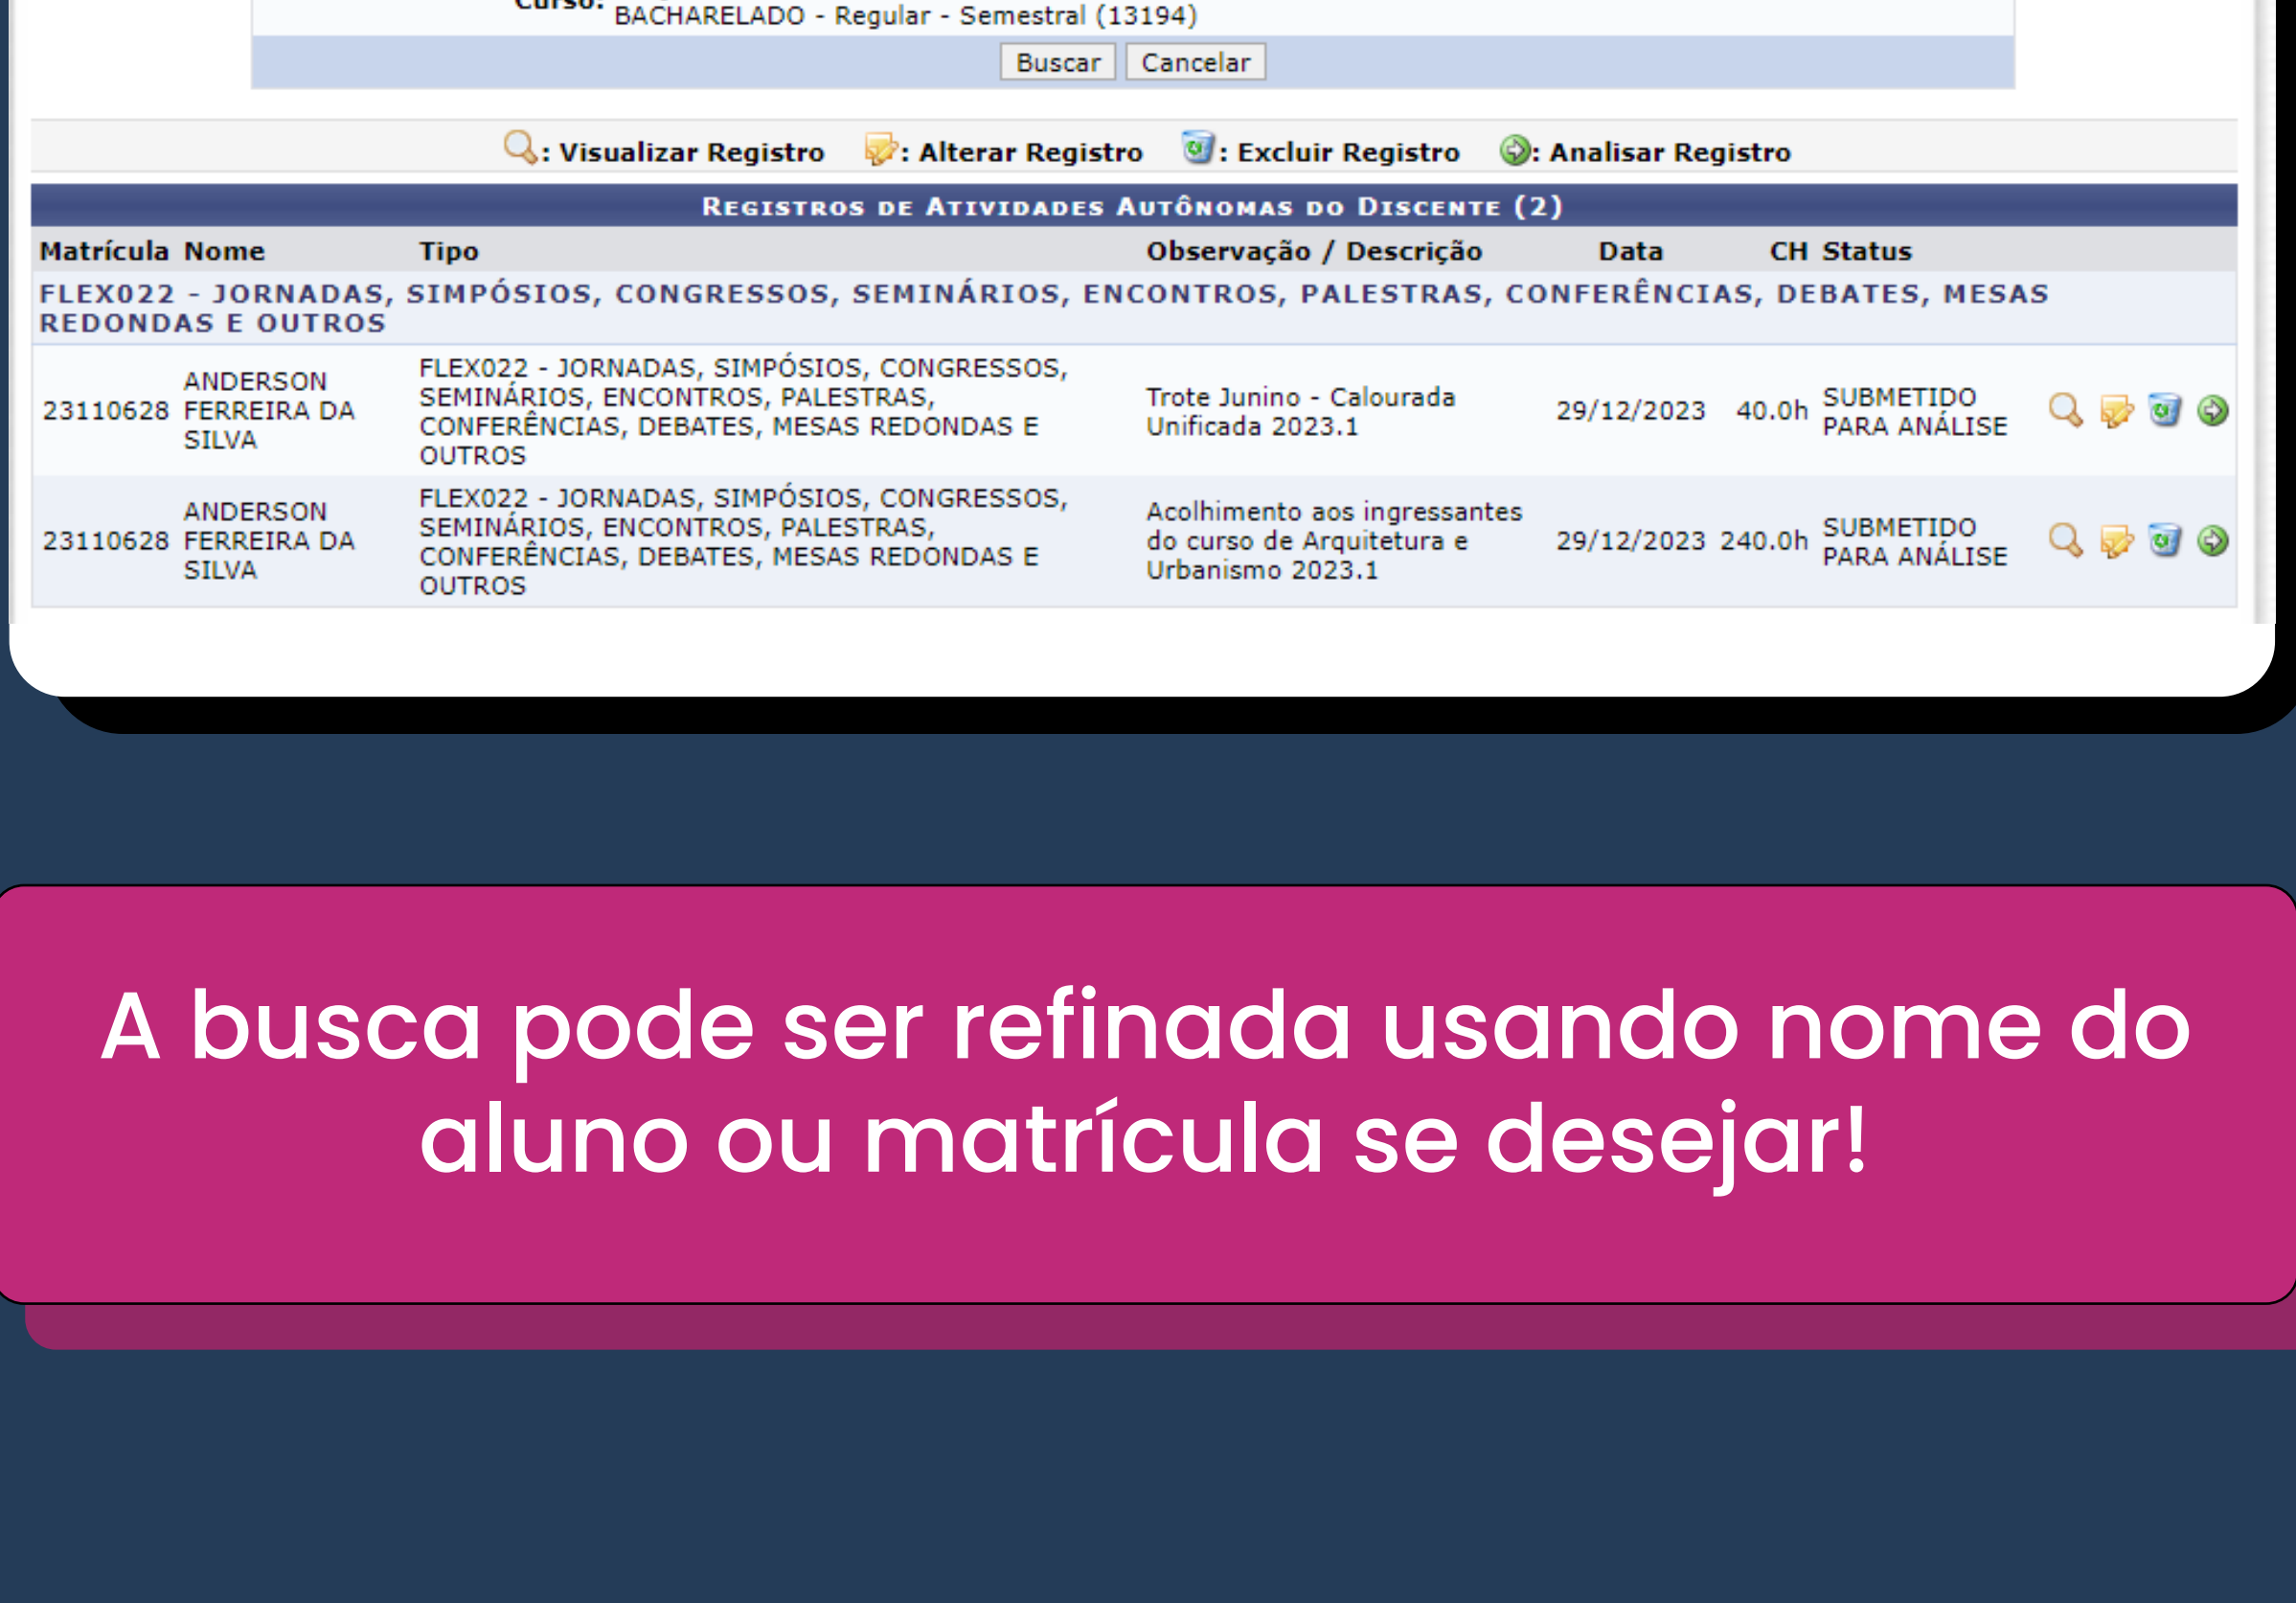 Curso:
BACHARELADO - Regular - Semestral (13194)
Buscar Cancelar
: Visualizar Registro : Alterar Registro : Excluir Registro : Analisar Registro
REGISTROS DE ATIVIDADES AUTÔNOMAS DO DISCENTE (2)
Matrícula Nome Tipo Observação / Descrição Data CH Status
FLEX022 - JORNADAS, SIMPÓSIOS, CONGRESSOS, SEMINÁRIOS, ENCONTROS, PALESTRAS, CONFERÊNCIAS, DEBATES, MESAS
REDONDAS E OUTROS
23110628
ANDERSON
FERREIRA DA
SILVA
FLEX022 - JORNADAS, SIMPÓSIOS, CONGRESSOS,
SEMINÁRIOS, ENCONTROS, PALESTRAS,
CONFERÊNCIAS, DEBATES, MESAS REDONDAS E
OUTROS
Trote Junino - Calourada
Unificada 2023.1
29/12/2023
40.0h
SUBMETIDO
PARA ANÁLISE
23110628
ANDERSON
FERREIRA DA
SILVA
FLEX022 - JORNADAS, SIMPÓSIOS, CONGRESSOS,
SEMINÁRIOS, ENCONTROS, PALESTRAS,
CONFERÊNCIAS, DEBATES, MESAS REDONDAS E
OUTROS
Acolhimento aos ingressantes
do curso de Arquitetura e
Urbanismo 2023.1
29/12/2023
240.0h
SUBMETIDO
PARA ANÁLISE
A busca pode ser refinada usando nome do
aluno ou matrícula se desejar!